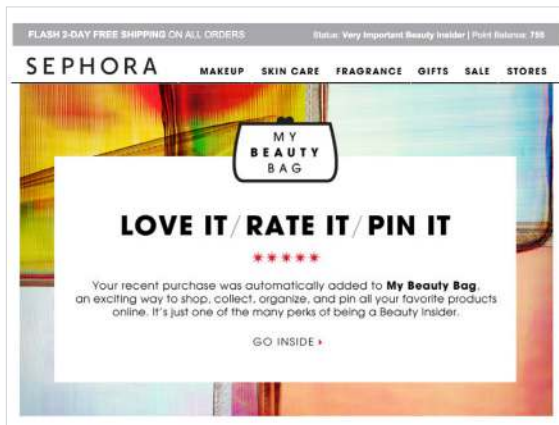 FLASH 2-DAY FREE SHIPPING ON ALL ORDERS
Status: Very Important Beauty Insider | Point Balance: 755
SEPHORA
MAKEUP SKIN CARE FRAGRANCE GIFTS SALE STORES
MY
BEAUTY
BAG
LOVE IT/RATE IT/PIN IT
Your recent purchase was automatically added to My Beauty Bag,
an exciting way to shop, collect, organize, and pin all your favorite products
online. It's just one of the many perks of being a Beauty Insider.
GO INSIDE